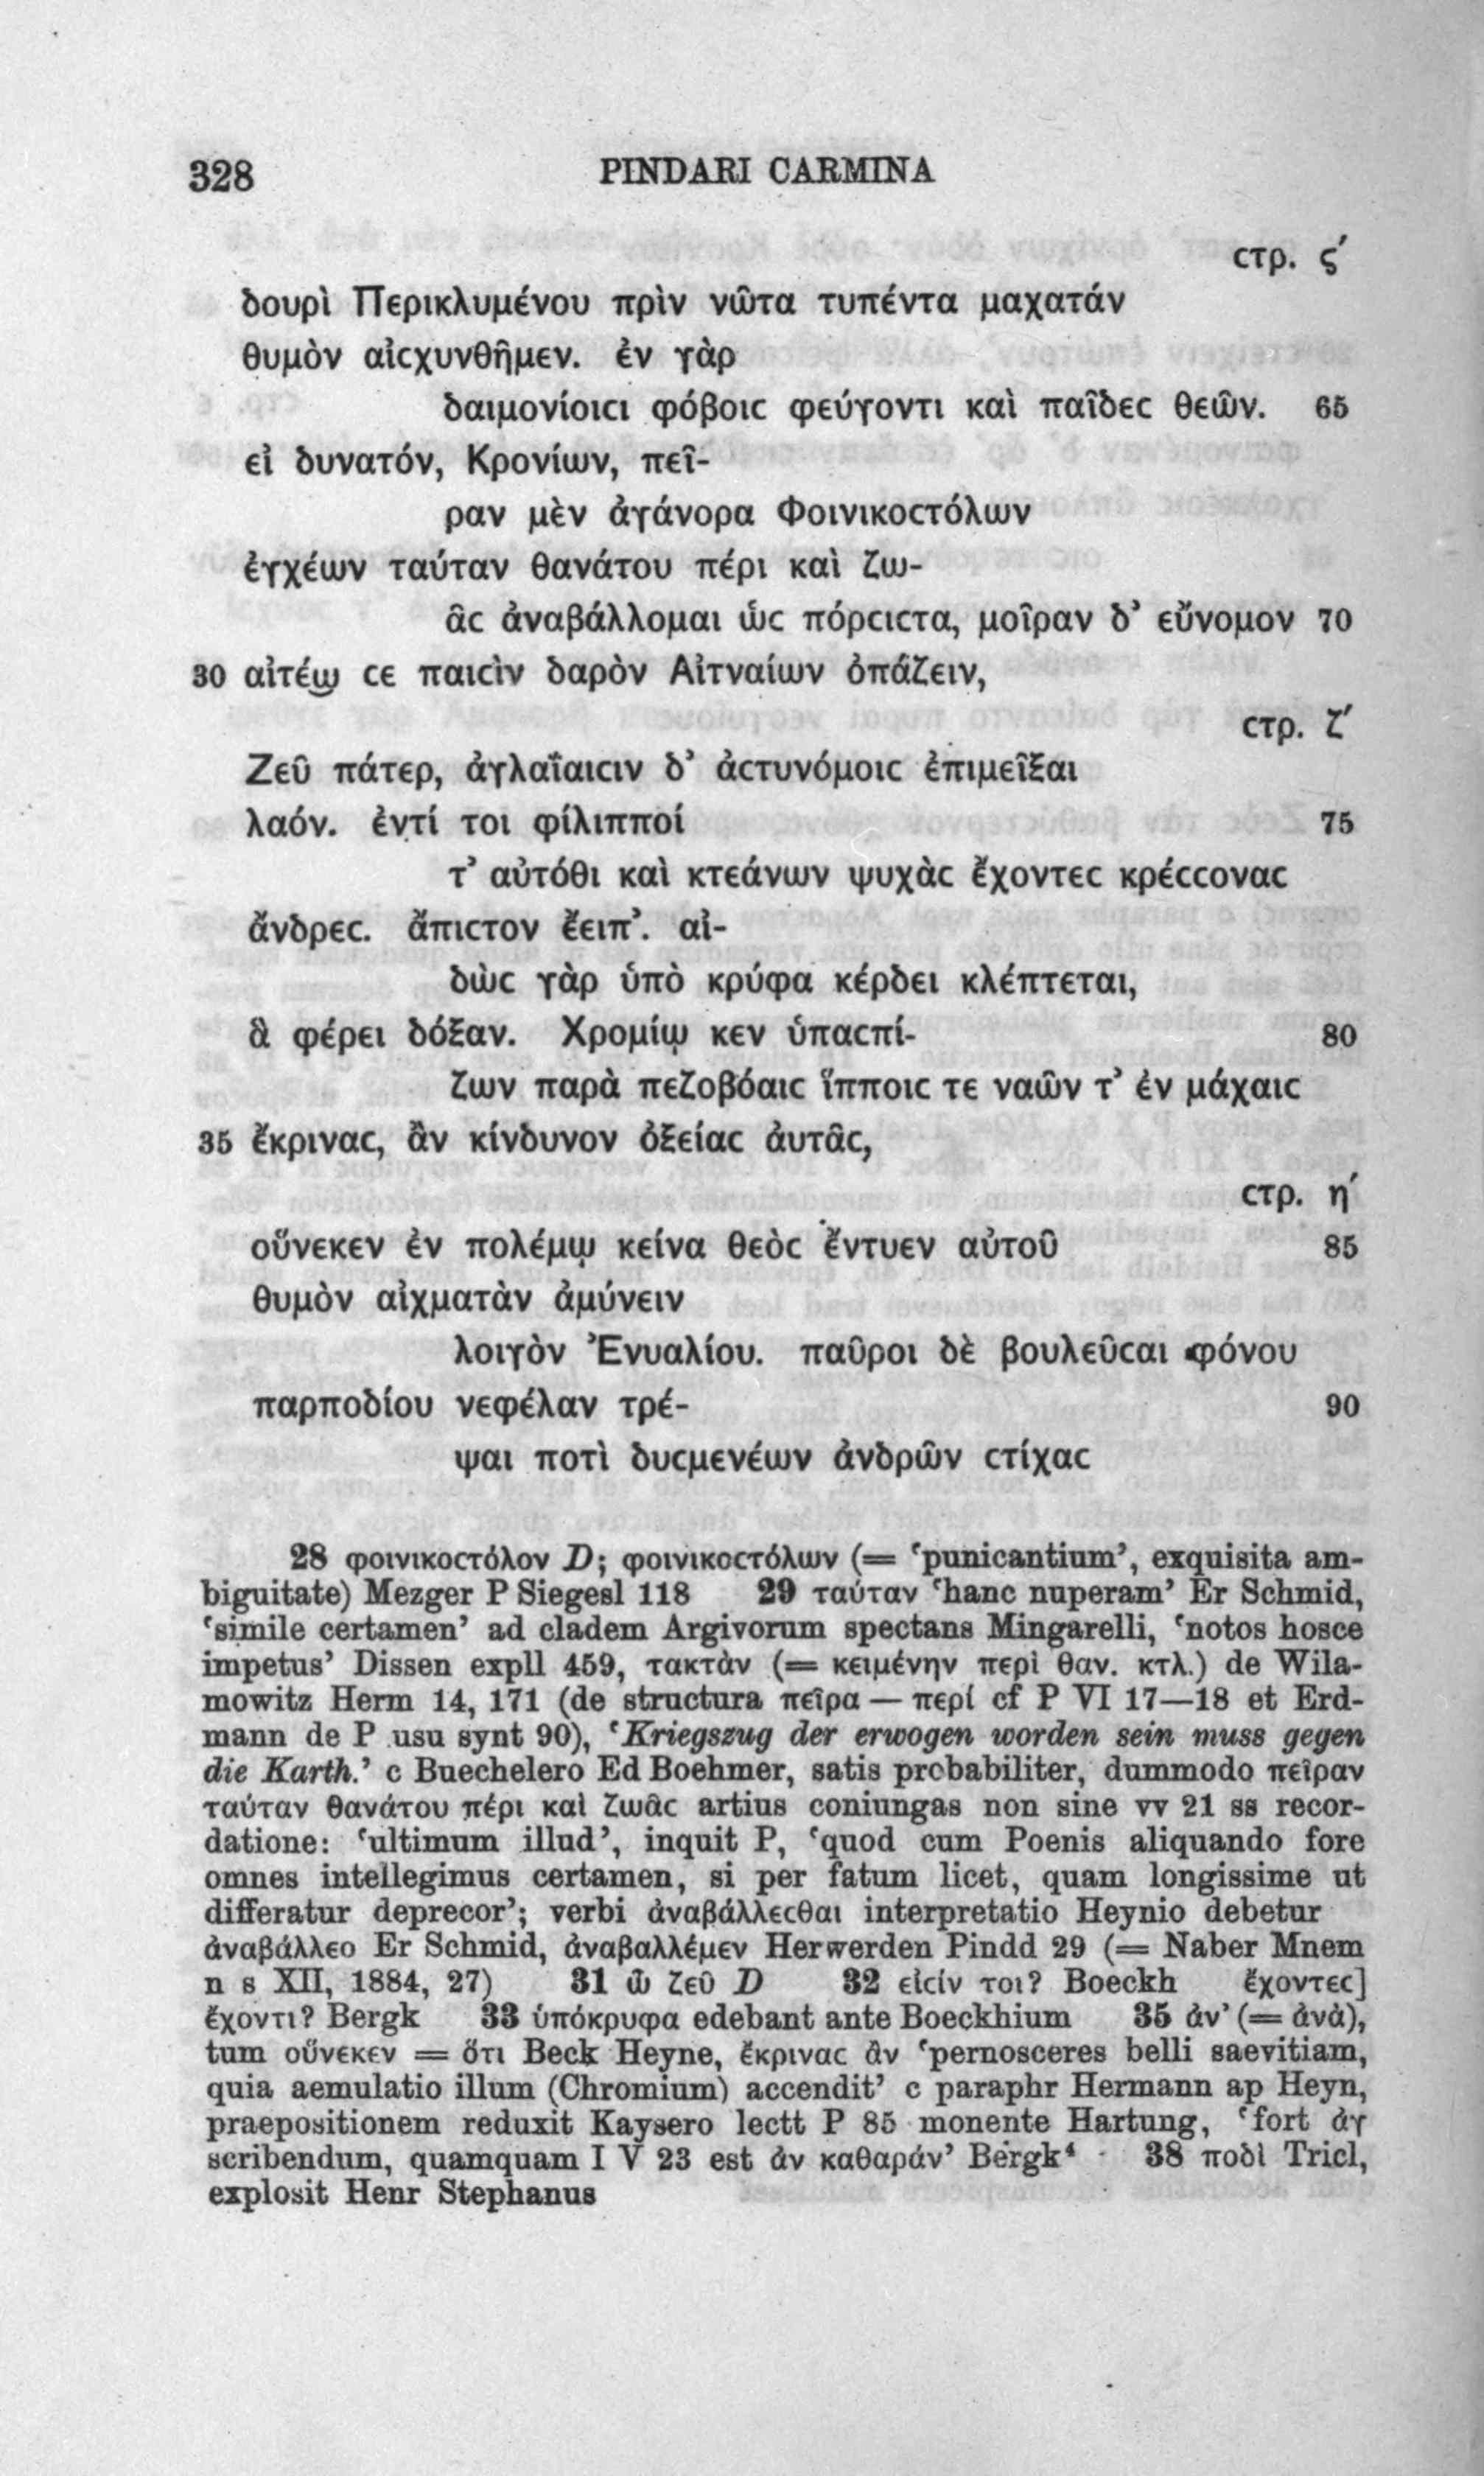 328 PINDARI CARMINA
cτρ. ϛ′
δουρὶ Περικλυμένου πρὶν νῶτα τυπέντα μαχατάν
θυμὸν αἰcχυνθῆμεν. ἐν γὰρ
δαιμονίοιcι φόβοιc φεύγοντι καὶ παῖδεc θεῶν. 65
εἰ δυνατόν, Κρονίων, πεῖ-
ραν μὲν ἀγάνορα Φοινικοcτόλων
ἐγχέων ταύταν θανάτου πέρι καὶ ζω-
ᾶc ἀναβάλλομαι ὡc πόρcιcτα, μοῖραν δ’ εὔνομον 70
30 αἰτέω cε παιcὶν δαρὸν Αἰτναίων ὀπάζειν,
cτρ. ζ′
Ζεῦ πάτερ, ἀγλαΐαιcιν δ’ ἀcτυνόμοιc ἐπιμεῖξαι
λαόν. ἐντί τοι φίλιπποί 75
τ’ αὐτόθι καὶ κτεάνων ψυχὰc ἔχοντεc κρέccοναc
ἄνδρεc. ἄπιcτον ἔειπ’. αἰ-
δὼc γὰρ ὑπὸ κρύφα κέρδει κλέπτεται,
ἃ φέρει δόξαν. Χρομίῳ κεν ὑπαcπί- 80
ζων παρὰ πεζοβόαιc ἵπποιc τε ναῶν τ’ ἐν μάχαιc
35 ἔκριναc, ἂν κίνδυνον ὀξείαc ἀυτᾶc,
cτρ. η′
οὕνεκεν ἐν πολέμῳ κείνα θεὸc ἔντυεν αὐτοῦ 85
θυμὸν αἰχματὰν ἀμύνειν
λοιγὸν Ἐνυαλίου. παῦροι δὲ βουλεῦcαι φόνου
παρποδίου νεφέλαν τρέ- 90
ψαι ποτὶ δυcμενέων ἀνδρῶν cτίχαc
28 φοινικοcτόλον D; φοινικοcτόλων (= ‘punicantium’, exquisita am-
biguitate) Mezger P Siegesl 118 29 ταύταν ‘hanc nuperam’ Er Schmid,
‘simile certamen’ ad cladem Argivorum spectans Mingarelli, ‘notos hosce
impetus’ Dissen expll 459, τακτὰν (= κειμένην περὶ θαν. κτλ.) de Wila-
mowitz Herm 14, 171 (de structura πεῖρα — περί cf P VI 17—18 et Erd-
mann de P usu synt 90), ‘Kriegszug der erwogen worden sein muss gegen
die Karth.’ c Buechelero Ed Boehmer, satis probabiliter, dummodo πεῖραν
ταύταν θανάτου πέρι καὶ ζωᾶc artius coniungas non sine vv 21 ss recor-
datione: ‘ultimum illud’, inquit P, ‘quod cum Poenis aliquando fore
omnes intellegimus certamen, si per fatum licet, quam longissime ut
differatur deprecor’; verbi ἀναβάλλεcθαι interpretatio Heynio debetur
ἀναβάλλεο Er Schmid, ἀναβαλλέμεν Herwerden Pindd 29 (= Naber Mnem
n s XII, 1884, 27) 31 ὦ ζεῦ D 32 εἰcίν τοι? Boeckh ἔχοντεc]
ἔχοντι? Bergk 33 ὑπόκρυφα edebant ante Boeckhium 35 ἀν’ (= ἀνὰ),
tum οὕνεκεν = ὅτι Beck Heyne, ἔκριναc ἂν ‘pernosceres belli saevitiam,
quia aemulatio illum (Chromium) accendit’ c paraphr Hermann ap Heyn,
praepositionem reduxit Kaysero lectt P 85 monente Hartung, ‘fort ἀγ
scribendum, quamquam I V 23 est ἀν καθαράν’ Bergk⁴ 38 ποδὶ Tricl,
explosit Henr Stephanus